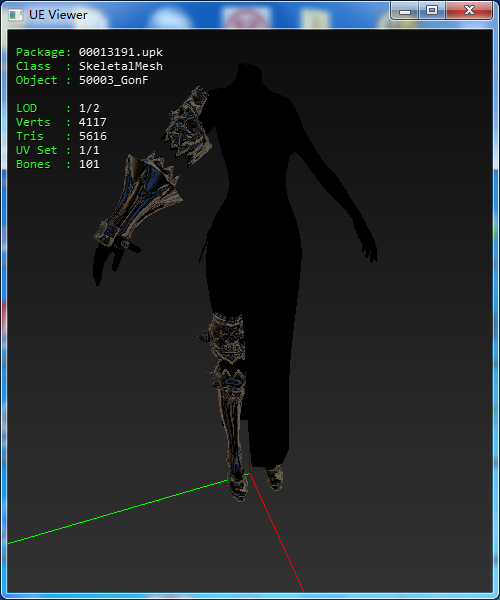 UE Viewer
Package: 00013191.upk
Class : SkeletalMesh
Object : 50003_GonF
LOD : 1/2
Verts : 4117
Tris : 5616
UV Set : 1/1
Bones : 101